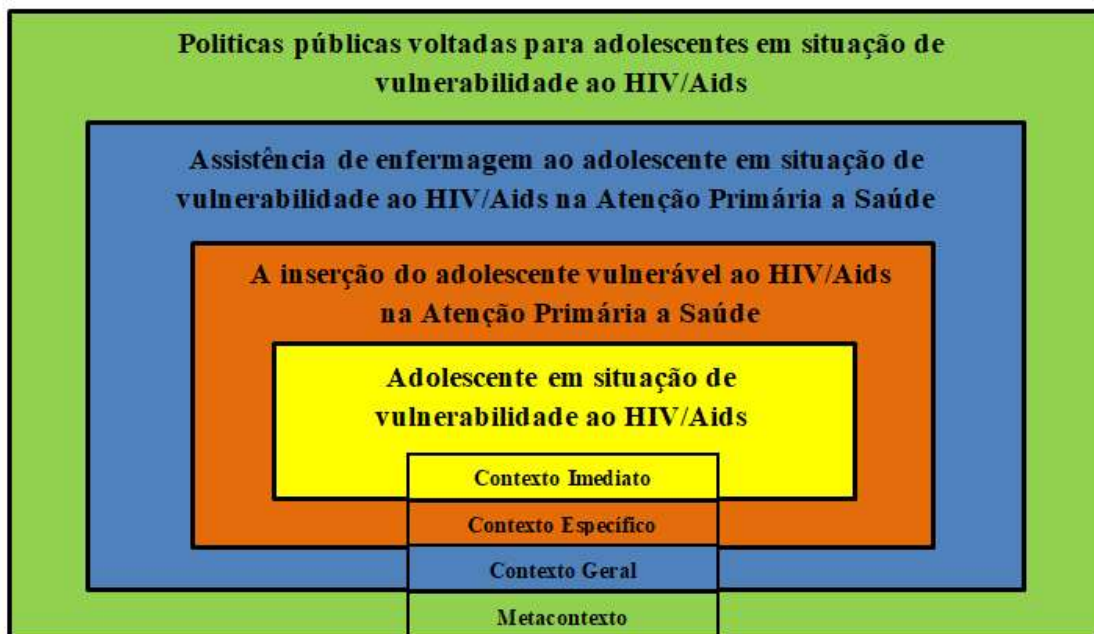 Politicas públicas voltadas para adolescentes em situação de
vulnerabilidade ao HIV/Aids
Assistência de enfermagem ao adolescente em situação de
vulnerabilidade ao HIV/Aids na Atenção Primária a Saúde
A inserção do adolescente vulnerável ao HIV/Aids
na Atenção Primária a Saúde
Adolescente em situação de
vulnerabilidade ao HIV/Aids
Contexto Imediato
Contexto Específico
Contexto Geral
Metacontexto